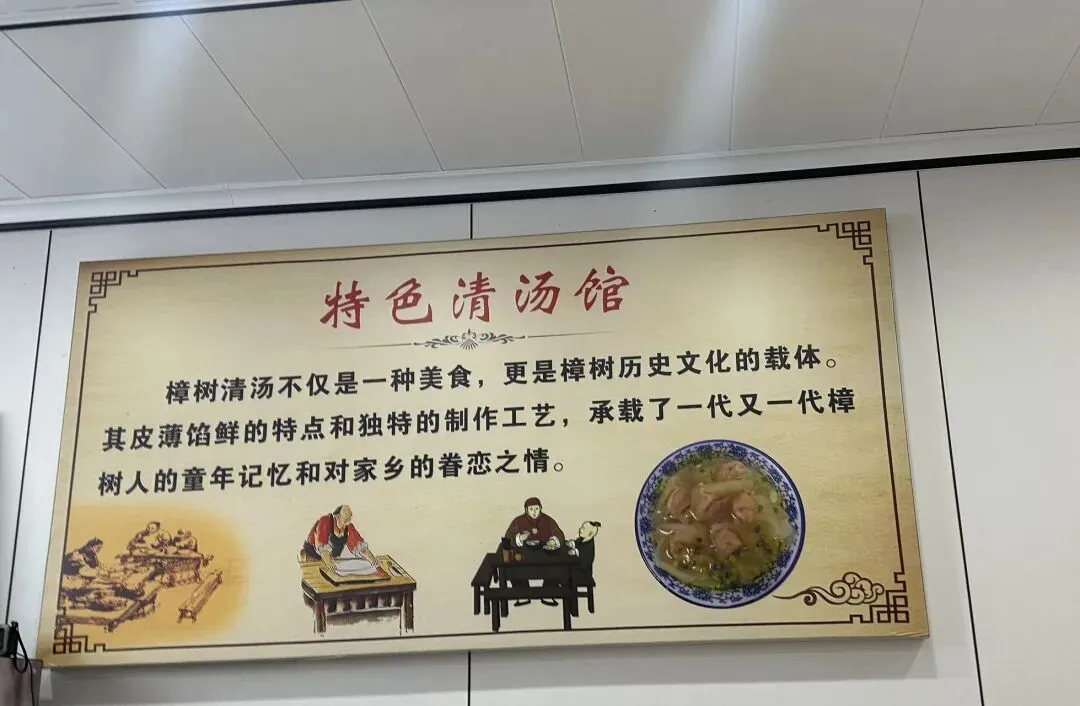 特色清汤馆
樟树清汤不仅是一种美食，更是樟树历史文化的载体。
其皮薄馅鲜的特点和独特的制作工艺，承载了一代又一代樟
树人的童年记忆和对家乡的眷恋之情。